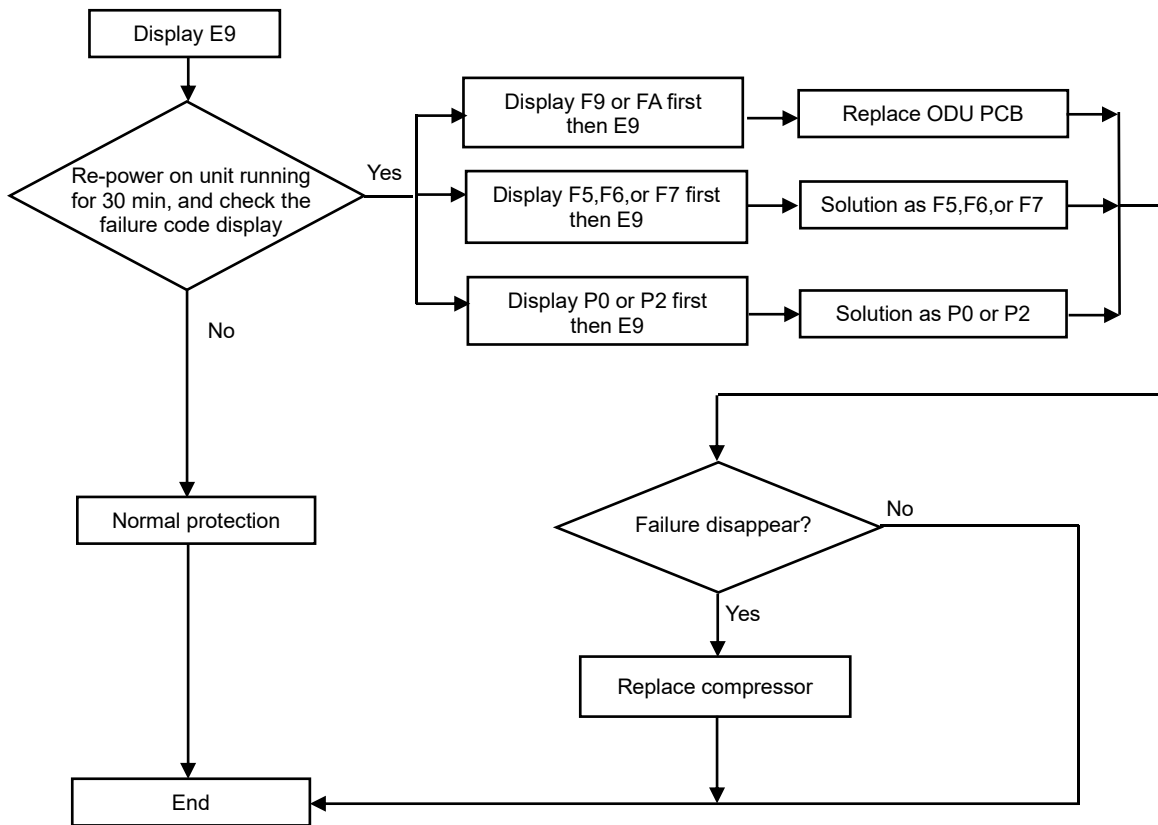 Display E9
Re-power on unit running
for 30 min, and check the
failure code display
Yes
No
Display F9 or FA first
then E9
Replace ODU PCB
Display F5,F6,or F7 first
then E9
Solution as F5,F6,or F7
Display P0 or P2 first
then E9
Solution as P0 or P2
Normal protection
Failure disappear?
No
Yes
Replace compressor
End